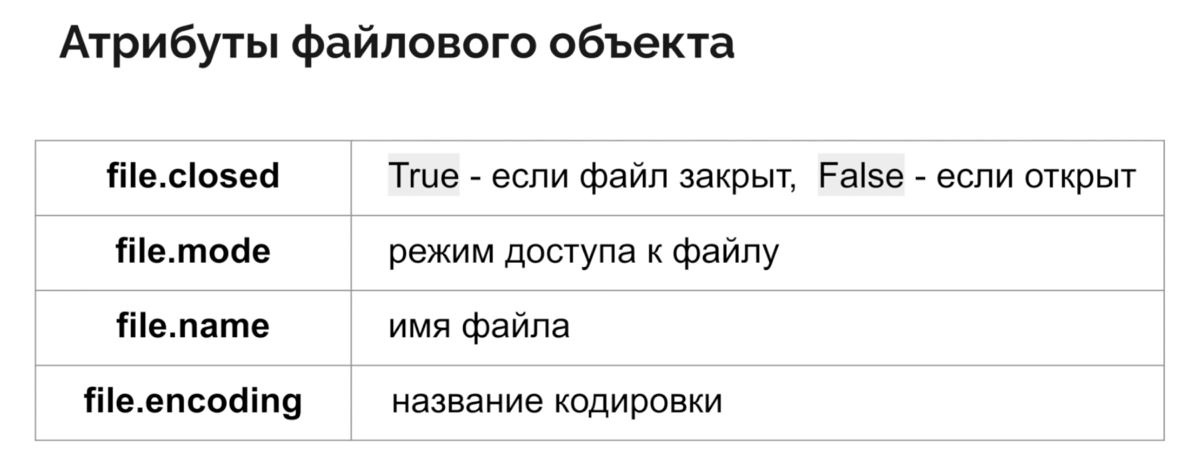 Атрибуты файлового объекта
file.closed True - если файл закрыт, False - если открыт
file.mode режим доступа к файлу
file.name имя файла
file.encoding название кодировки